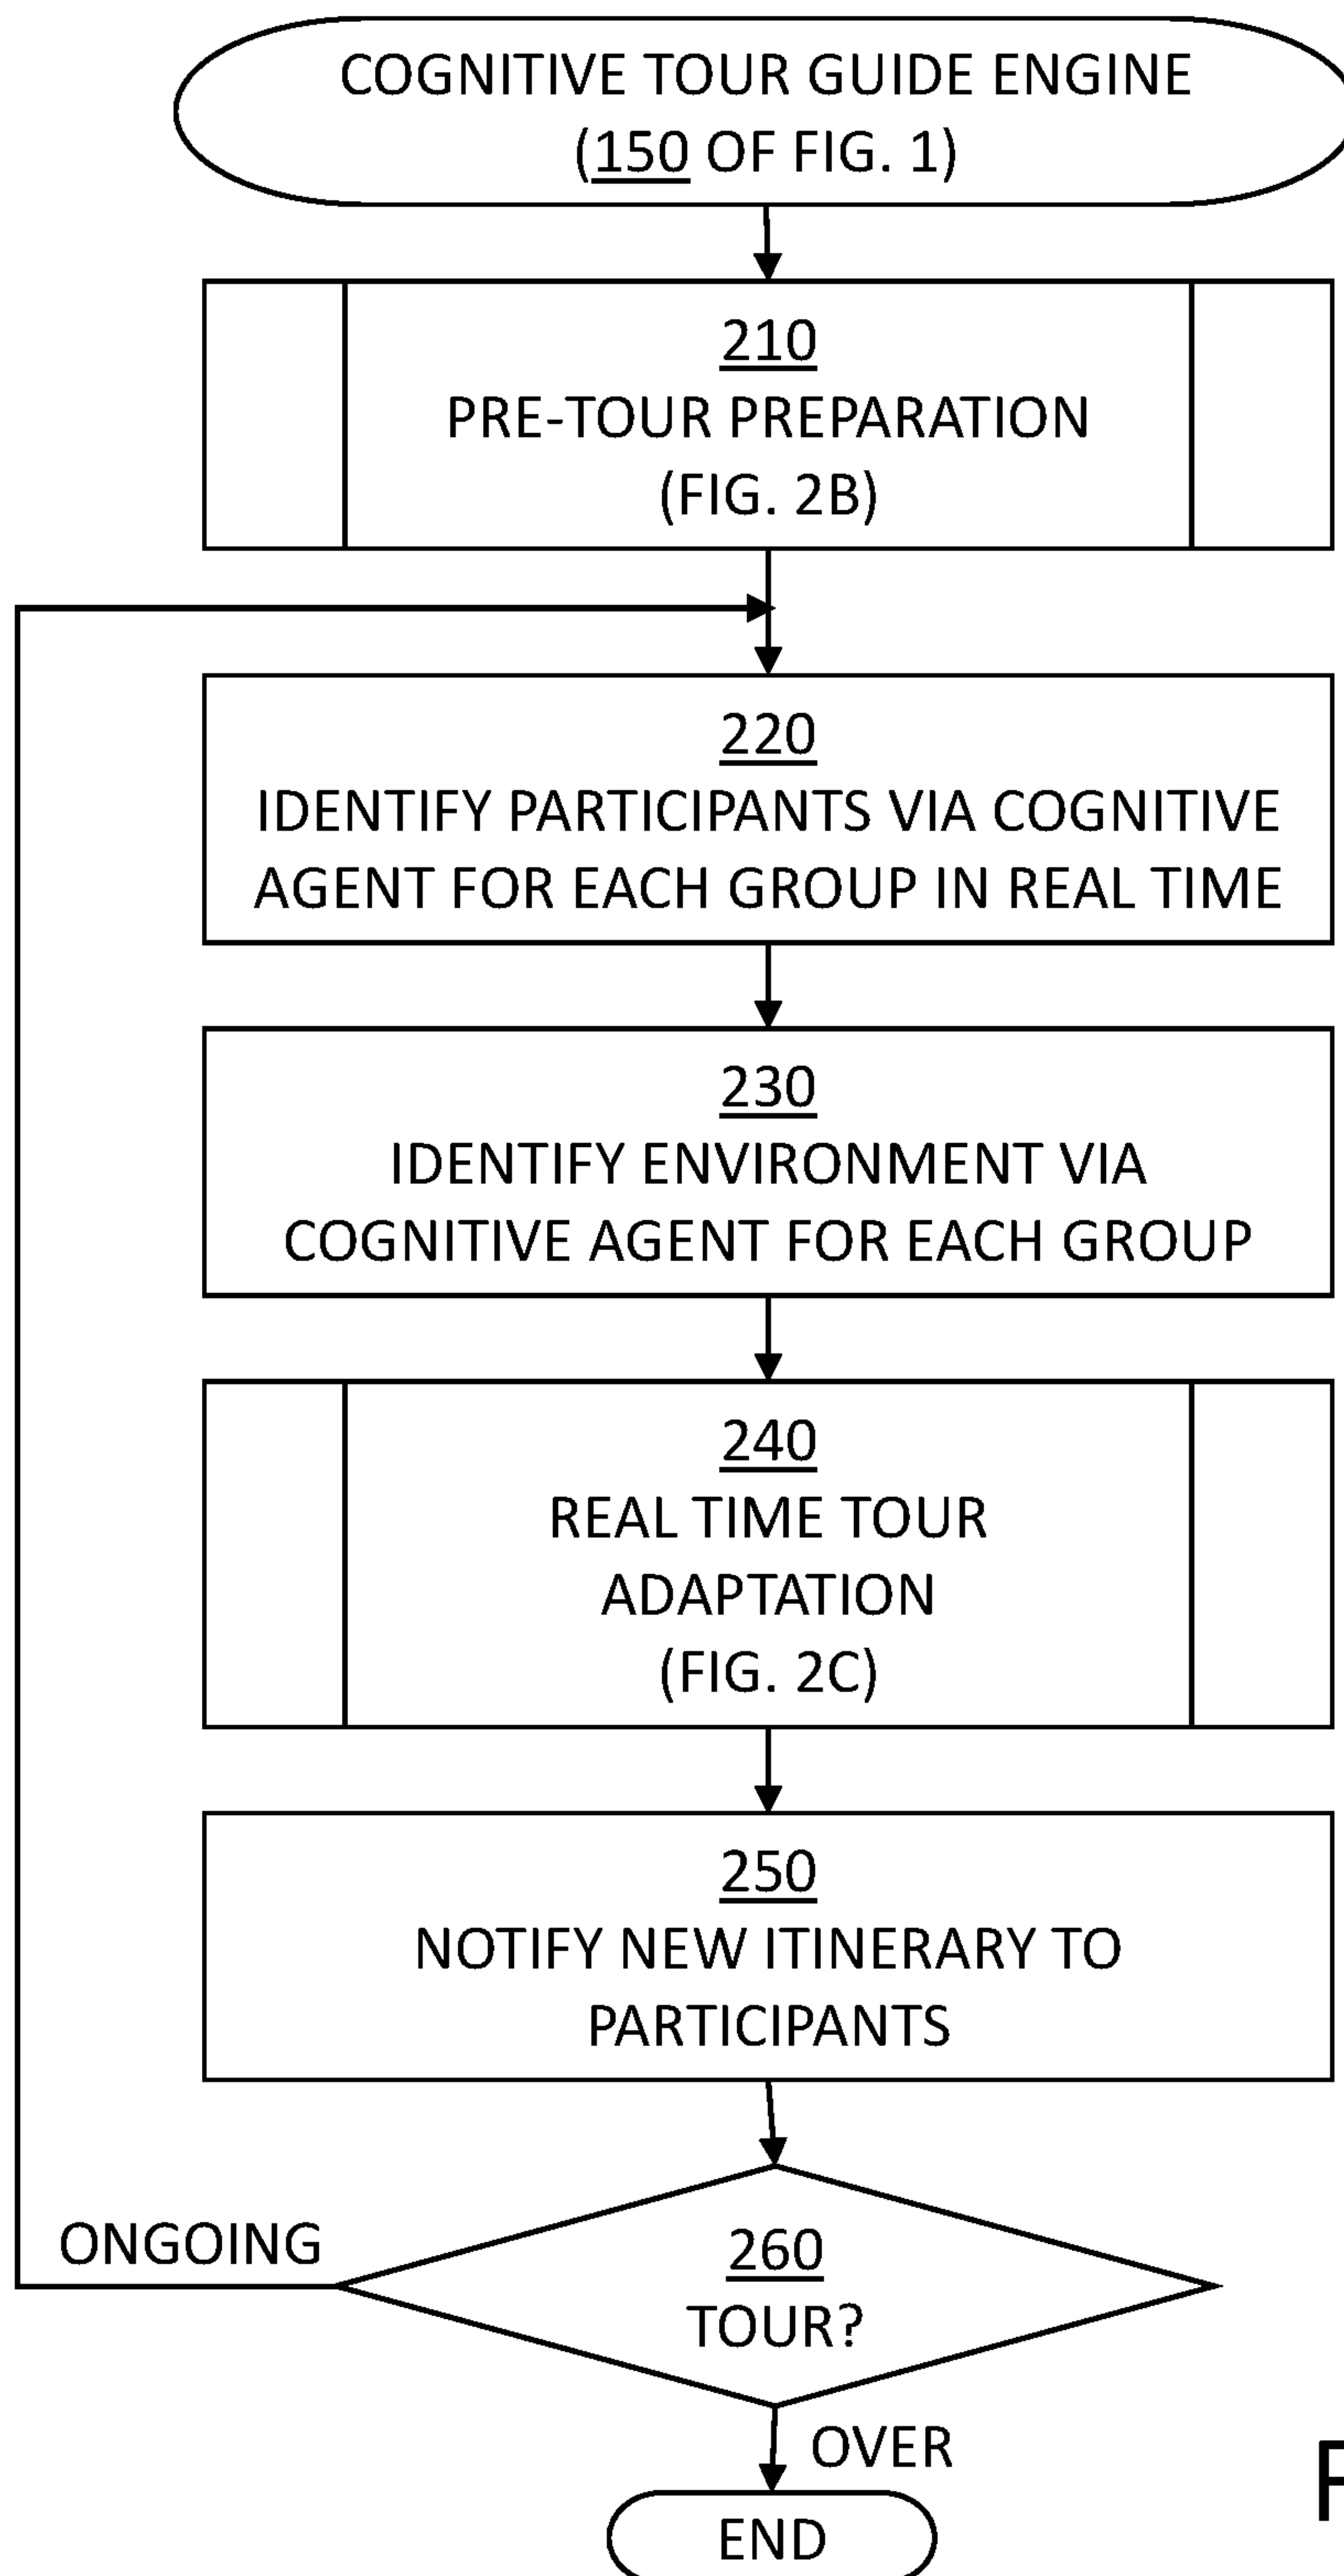 COGNITIVE TOUR GUIDE ENGINE
(150 OF FIG. 1)
210
PRE-TOUR PREPARATION
(FIG. 2B)
220
IDENTIFY PARTICIPANTS VIA COGNITIVE
AGENT FOR EACH GROUP IN REAL TIME
230
IDENTIFY ENVIRONMENT VIA
COGNITIVE AGENT FOR EACH GROUP
240
REAL TIME TOUR
ADAPTATION
(FIG. 2C)
250
NOTIFY NEW ITINERARY TO
PARTICIPANTS
ONGOING
260
TOUR?
OVER
END